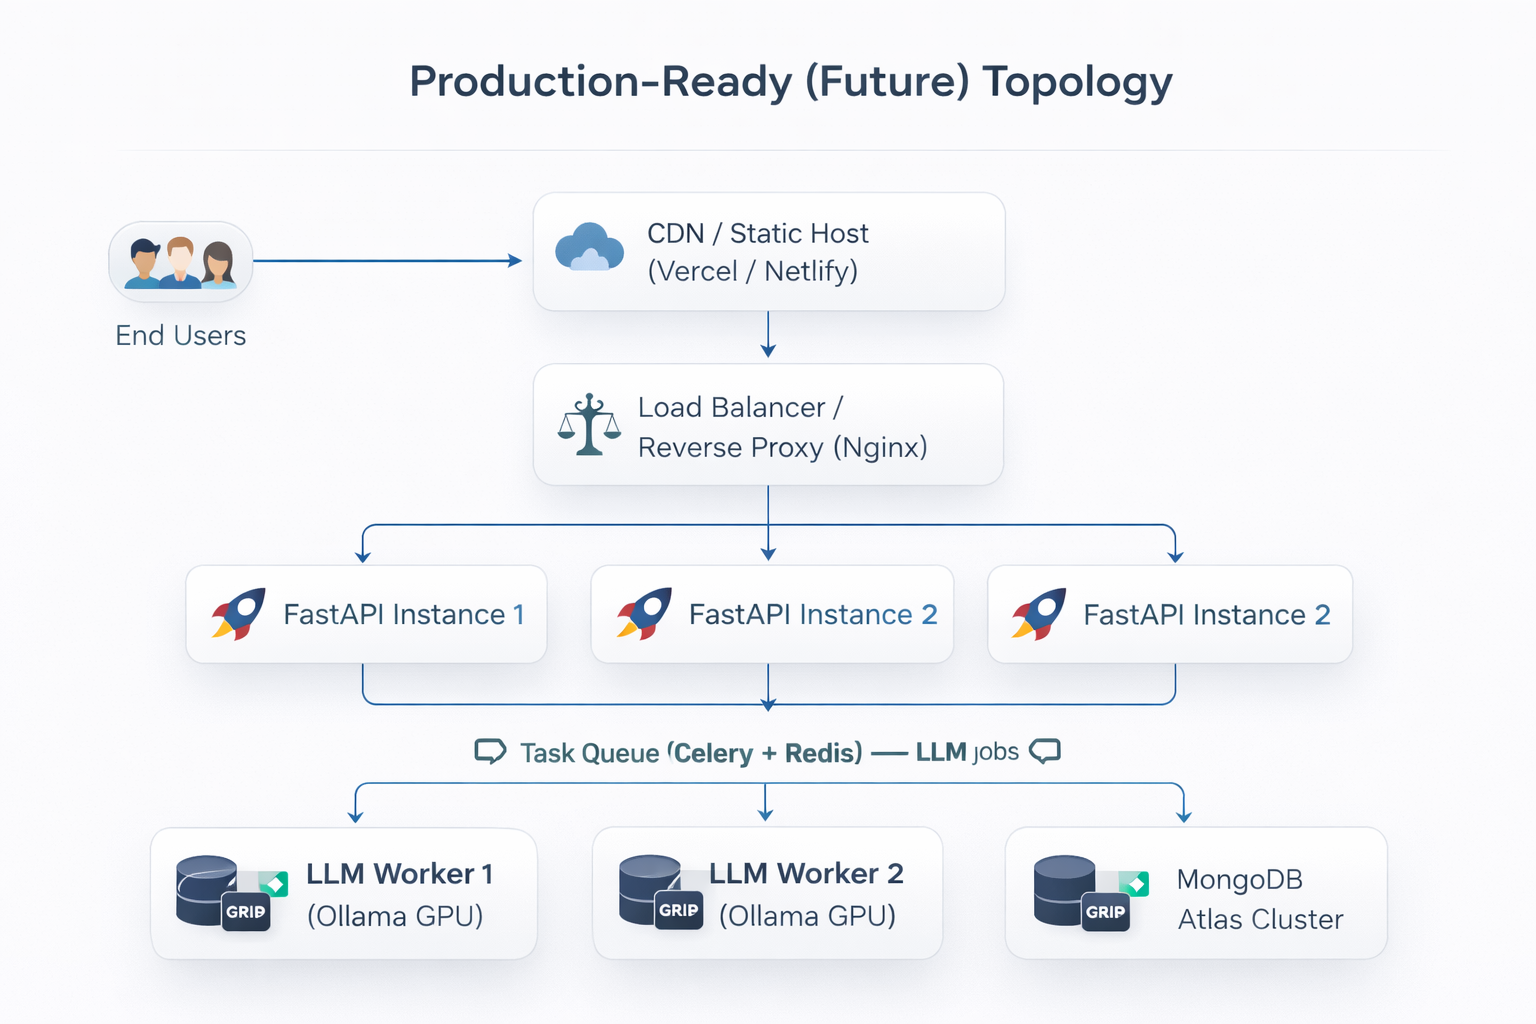 Production-Ready (Future) Topology
CDN / Static Host
(Vercel / Netlify)
End Users
Load Balancer /
Reverse Proxy (Nginx)
FastAPI Instance 1
FastAPI Instance 2
FastAPI Instance 2
Task Queue (Celery + Redis) — LLM jobs
LLM Worker 1
(Ollama GPU)
GRIP
LLM Worker 2
(Ollama GPU)
GRIP
MongoDB
Atlas Cluster
GRIP